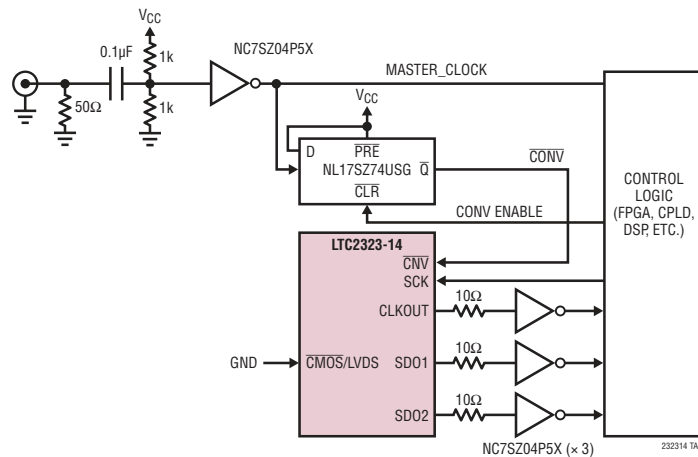 VCC
NC7SZ04P5X
0.1µF
1k
MASTER_CLOCK
50Ω
1k
VCC
D
PRE
NL17SZ74USG
Q
CONV
CLR
CONV ENABLE
CONTROL
LOGIC
(FPGA, CPLD,
DSP, ETC.)
LTC2323-14
CNV
SCK
CLKOUT
10Ω
GND
CMOS/LVDS
SDO1
10Ω
SDO2
10Ω
NC7SZ04P5X (× 3)
232314 TA